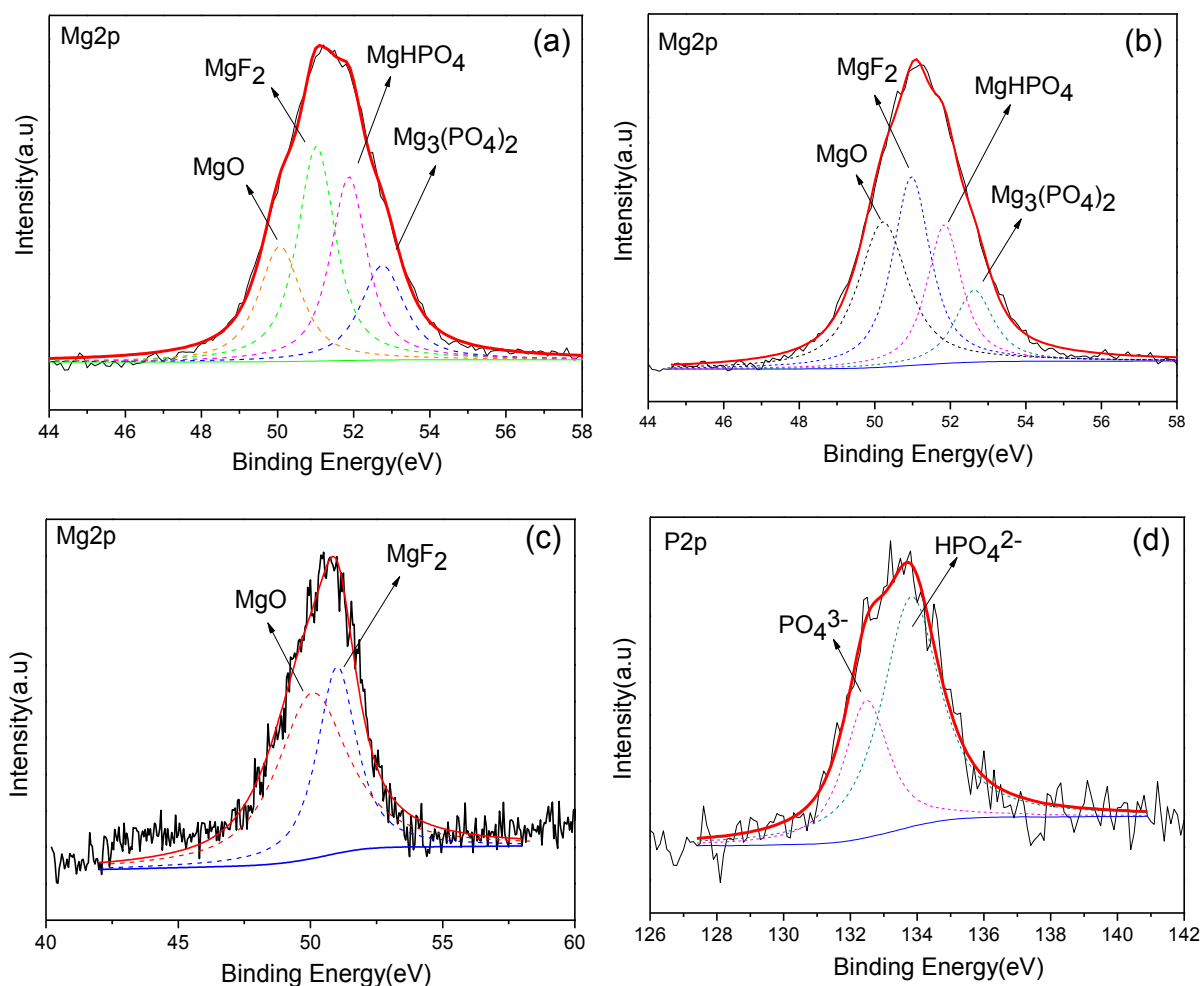 Mg2p
(a)
MgF2
MgHPO4
MgO
Mg3(PO4)2
Intensity(a.u)
44 46 48 50 52 54 56 58
Binding Energy(eV)
Mg2p
(b)
MgF2
MgHPO4
MgO
Mg3(PO4)2
Intensity(a.u)
44 46 48 50 52 54 56 58
Binding Energy(eV)
Mg2p
(c)
MgF2
MgO
Intensity(a.u)
40 45 50 55 60
Binding Energy(eV)
P2p
(d)
HPO42-
PO43-
Intensity(a.u)
126 128 130 132 134 136 138 140 142
Binding Energy(eV)